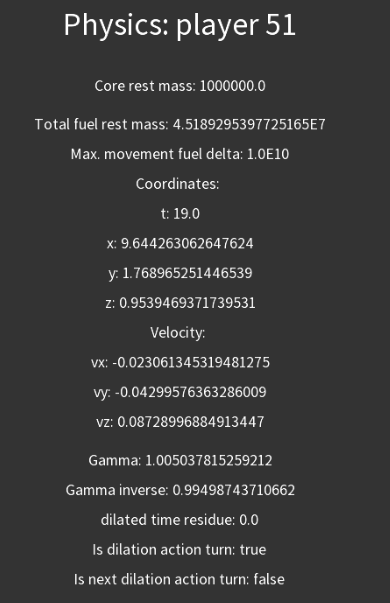 Physics: player 51
Core rest mass: 1000000.0
Total fuel rest mass: 4.5189295397725165E7
Max. movement fuel delta: 1.0E10
Coordinates:
t: 19.0
x: 9.644263062647624
y: 1.768965251446539
z: 0.9539469371739531
Velocity:
vx: -0.023061345319481275
vy: -0.04299576363286009
vz: 0.08728996884913447
Gamma: 1.005037815259212
Gamma inverse: 0.99498743710662
dilated time residue: 0.0
Is dilation action turn: true
Is next dilation action turn: false